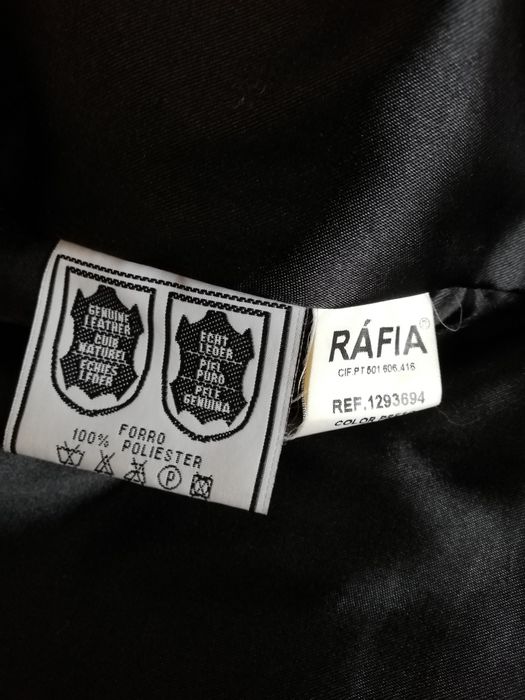 GENUINE
LEATHER
CUIR
NATUREL
ECHTES
LEDER
ECHT
LEDER
PIEL
PURO
PELE
GENUINA
FORRO
100% POLIESTER
P
RÁFIA®
CIF.PT 501 606 416
REF.1293694
COLOR